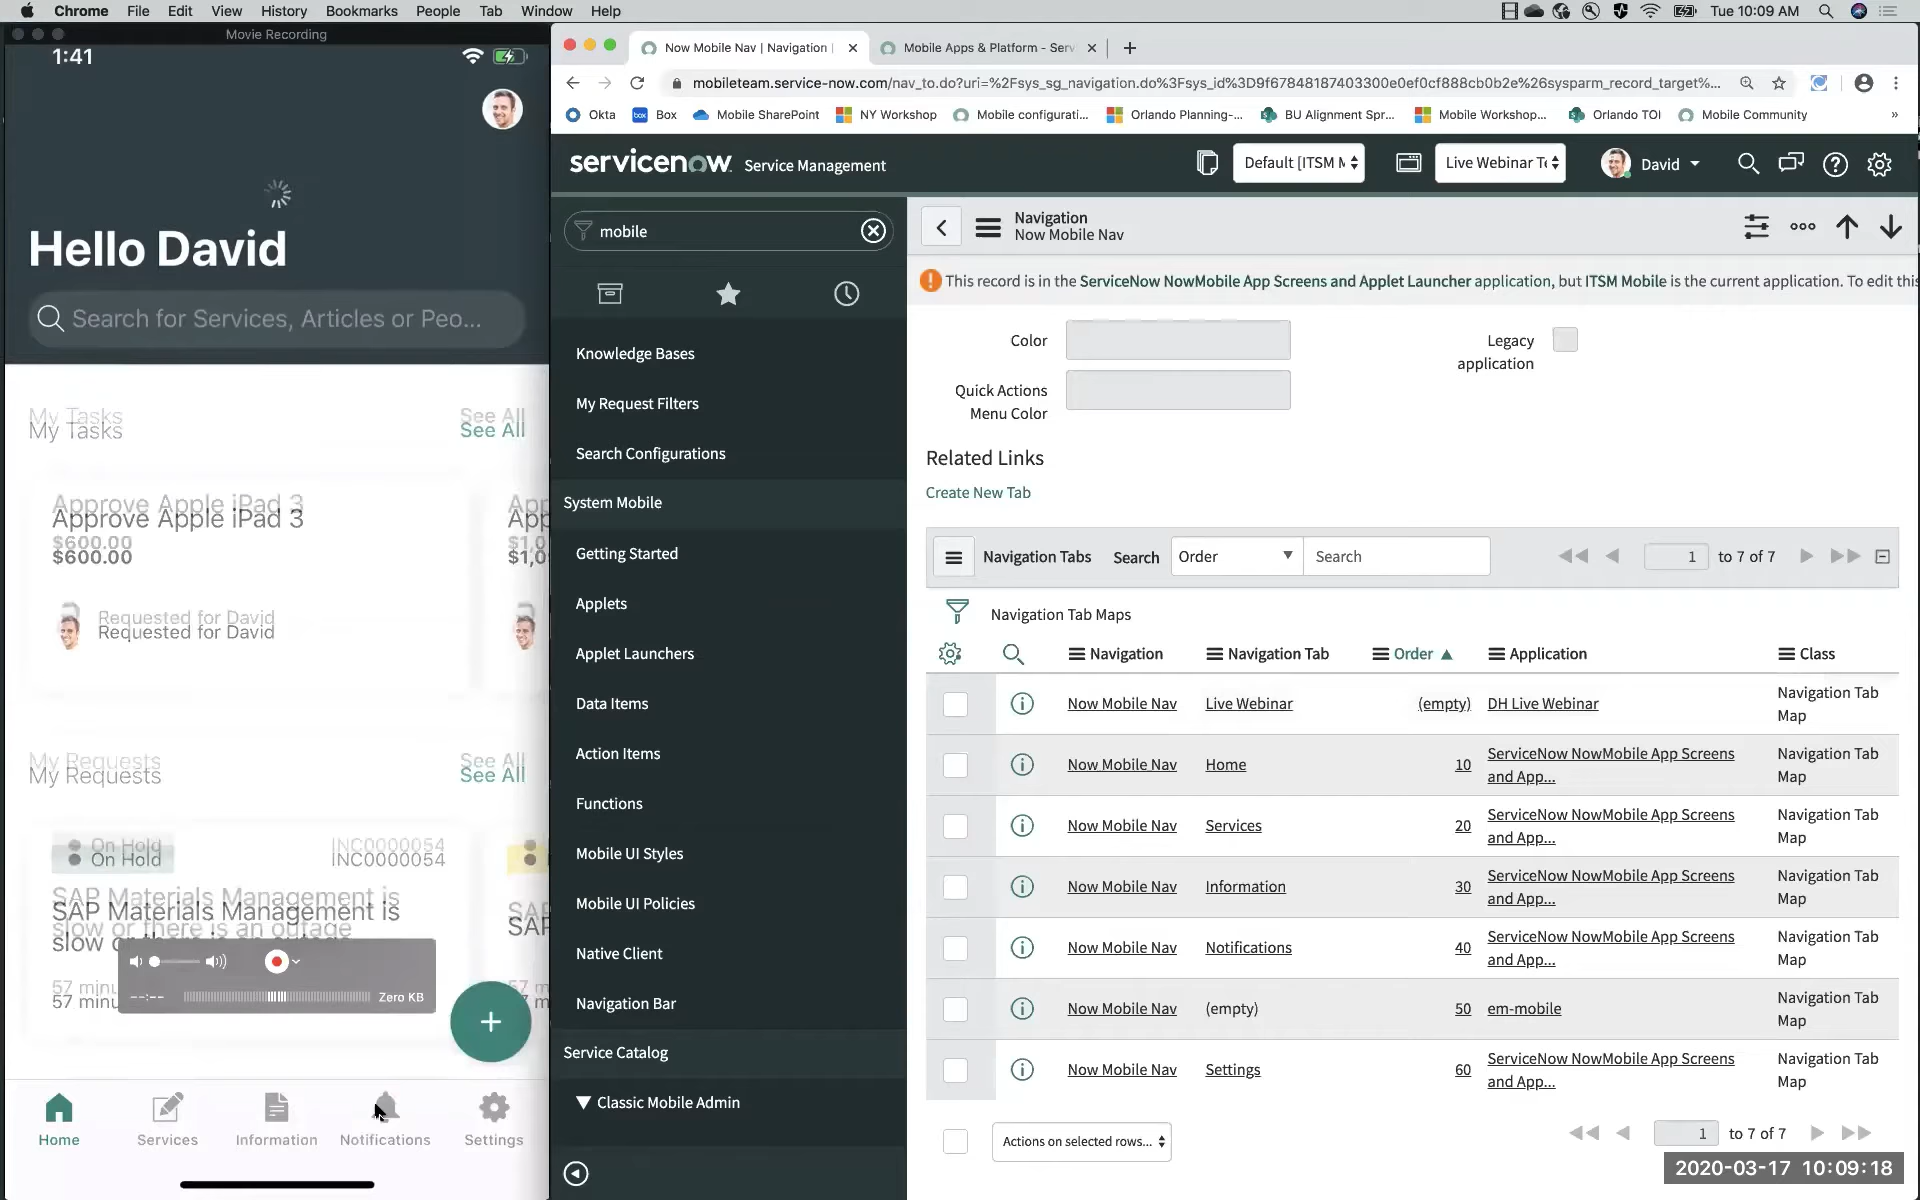 Chrome File Edit View History Bookmarks People Tab Window Help
Tue 10:09 AM
Movie Recording
1:41
Hello David
Search for Services, Articles or Peo...
My Tasks
See All
Approve Apple iPad 3
$600.00
Requested for David
My Requests
See All
On Hold
INC0000054
SAP Materials Management is
slow or there is an outage
57
--:--
Zero KB
+
Home Services Information Notifications Settings
Now Mobile Nav | Navigation |
Mobile Apps & Platform - Serv
mobileteam.service-now.com/nav_to.do?uri=%2Fsys_sg_navigation.do%3Fsys_id%3D9f67848187403300e0ef0cf888cb0b2e%26sysparm_record_target%...
Okta
box Box
Mobile SharePoint
NY Workshop
Mobile configurati...
Orlando Planning-...
BU Alignment Spr...
Mobile Workshop...
Orlando TOI
Mobile Community
»
servicenow Service Management
Default [ITSM M
Live Webinar Te
David
mobile
Knowledge Bases
My Request Filters
Search Configurations
System Mobile
Getting Started
Applets
Applet Launchers
Data Items
Action Items
Functions
Mobile UI Styles
Mobile UI Policies
Native Client
Navigation Bar
Service Catalog
Classic Mobile Admin
Navigation
Now Mobile Nav
This record is in the ServiceNow NowMobile App Screens and Applet Launcher application, but ITSM Mobile is the current application. To edit this
Color
Legacy
application
Quick Actions
Menu Color
Related Links
Create New Tab
Navigation Tabs Search Order Search 1 to 7 of 7
Navigation Tab Maps
Navigation Navigation Tab Order Application Class
Now Mobile Nav Live Webinar (empty) DH Live Webinar Navigation Tab
Map
Now Mobile Nav Home 10 ServiceNow NowMobile App Screens
and App...
Navigation Tab
Map
Now Mobile Nav Services 20 ServiceNow NowMobile App Screens
and App...
Navigation Tab
Map
Now Mobile Nav Information 30 ServiceNow NowMobile App Screens
and App...
Navigation Tab
Map
Now Mobile Nav Notifications 40 ServiceNow NowMobile App Screens
and App...
Navigation Tab
Map
Now Mobile Nav (empty) 50 em-mobile Navigation Tab
Map
Now Mobile Nav Settings 60 ServiceNow NowMobile App Screens
and App...
Navigation Tab
Map
Actions on selected rows...
1 to 7 of 7
2020-03-17 10:09:18